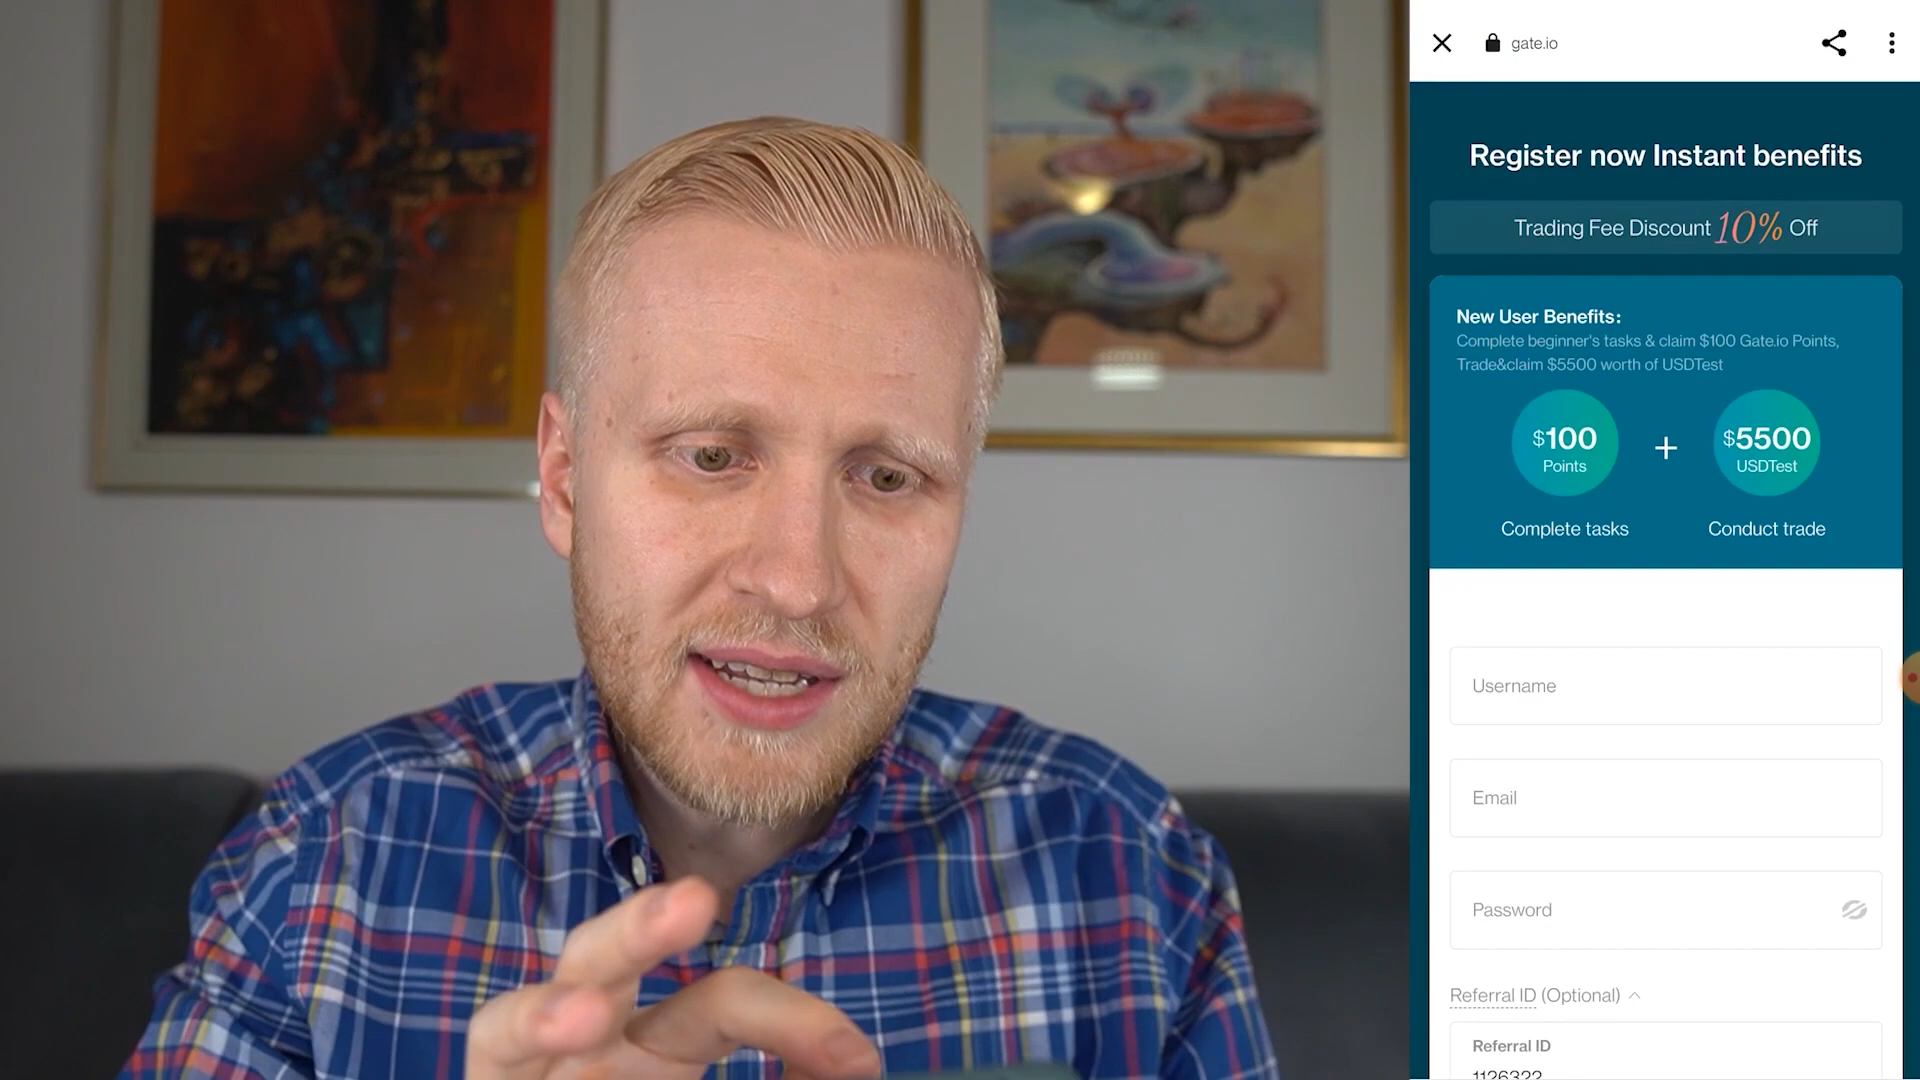 gate.io
Register now Instant benefits
Trading Fee Discount 10% Off
New User Benefits:
Complete beginner's tasks & claim $100 Gate.io Points,
Trade&claim $5500 worth of USDTest
$100
Points
+
$5500
USDTest
Complete tasks
Conduct trade
Username
Email
Password
Referral ID (Optional)
Referral ID
1126322